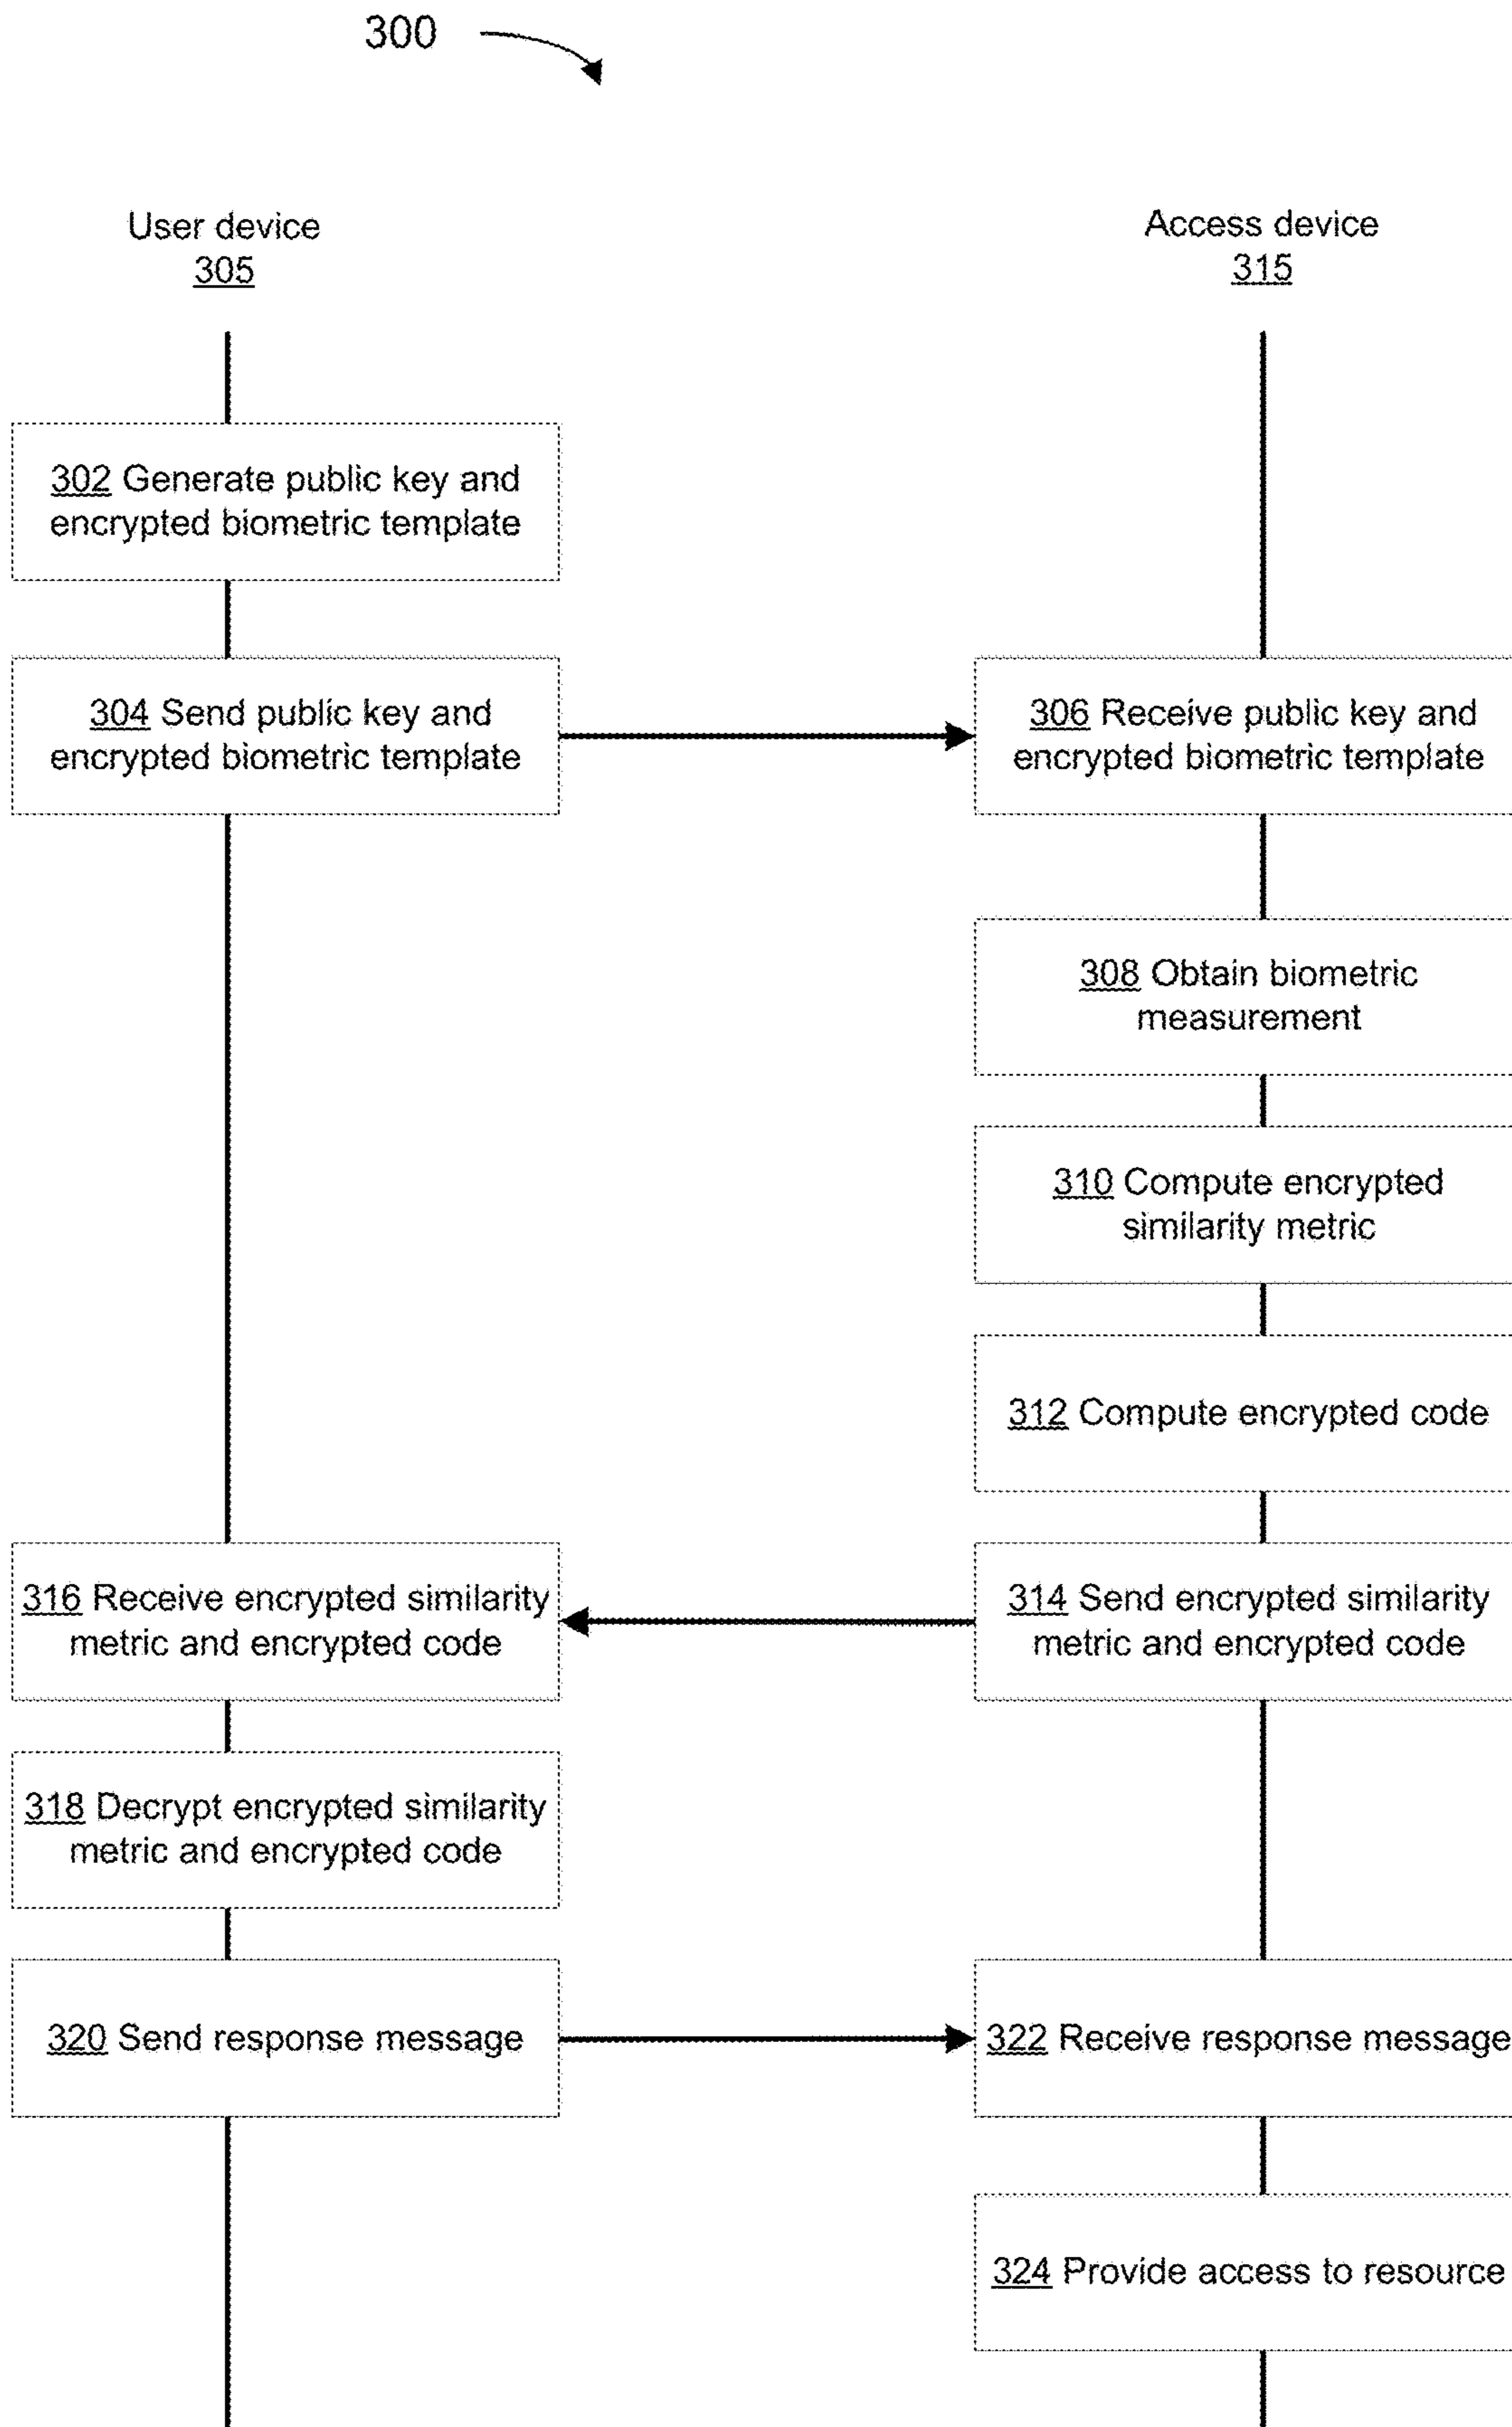 300
User device
305
Access device
315
302 Generate public key and
encrypted biometric template
304 Send public key and
encrypted biometric template
306 Receive public key and
encrypted biometric template
308 Obtain biometric
measurement
310 Compute encrypted
similarity metric
312 Compute encrypted code
316 Receive encrypted similarity
metric and encrypted code
314 Send encrypted similarity
metric and encrypted code
318 Decrypt encrypted similarity
metric and encrypted code
320 Send response message
322 Receive response message
324 Provide access to resource